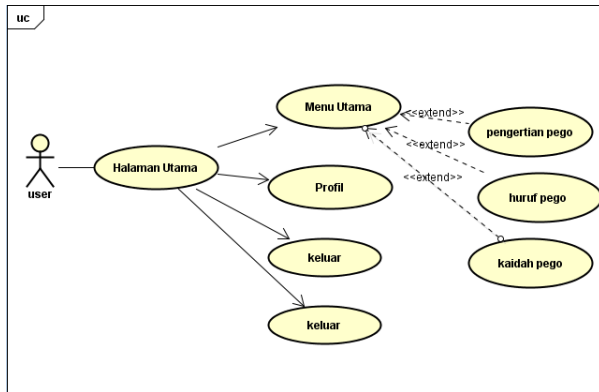 uc
Menu Utama
<<extend>>
pengertian pego
<<extend>>
Halaman Utama
Profil
<<extend>>
huruf pego
user
keluar
kaidah pego
keluar